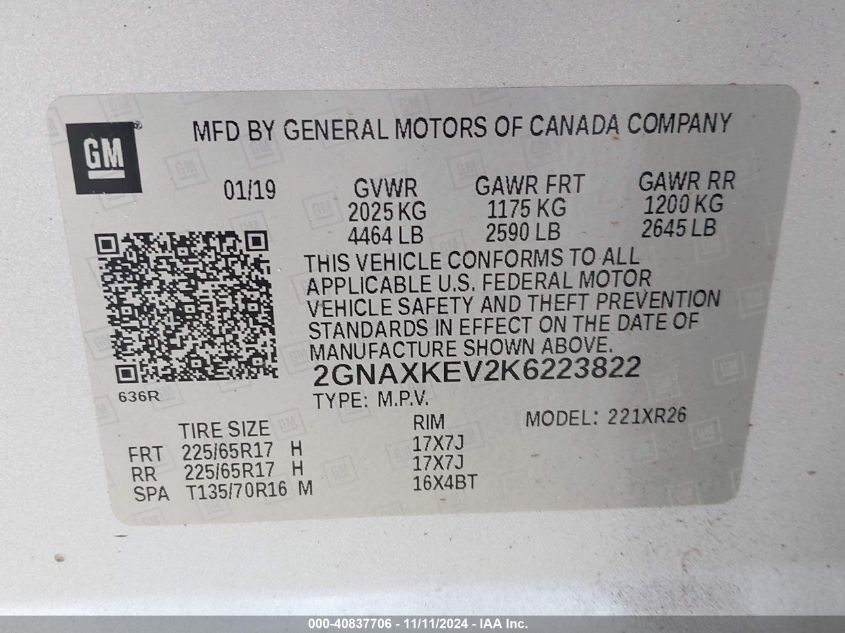 GM
MFD BY GENERAL MOTORS OF CANADA COMPANY
01/19 GVWR GAWR FRT GAWR RR
2025 KG 1175 KG 1200 KG
4464 LB 2590 LB 2645 LB
THIS VEHICLE CONFORMS TO ALL
APPLICABLE U.S. FEDERAL MOTOR
VEHICLE SAFETY AND THEFT PREVENTION
STANDARDS IN EFFECT ON THE DATE OF
MANUFACTURE SHOWN ABOVE.
2GNAXKEV2K6223822
636R
TYPE: M.P.V. MODEL: 221XR26
TIRE SIZE RIM
FRT 225/65R17 H 17X7J
RR 225/65R17 H 17X7J
SPA T135/70R16 M 16X4BT
000-40837706 - 11/11/2024 - IAA Inc.